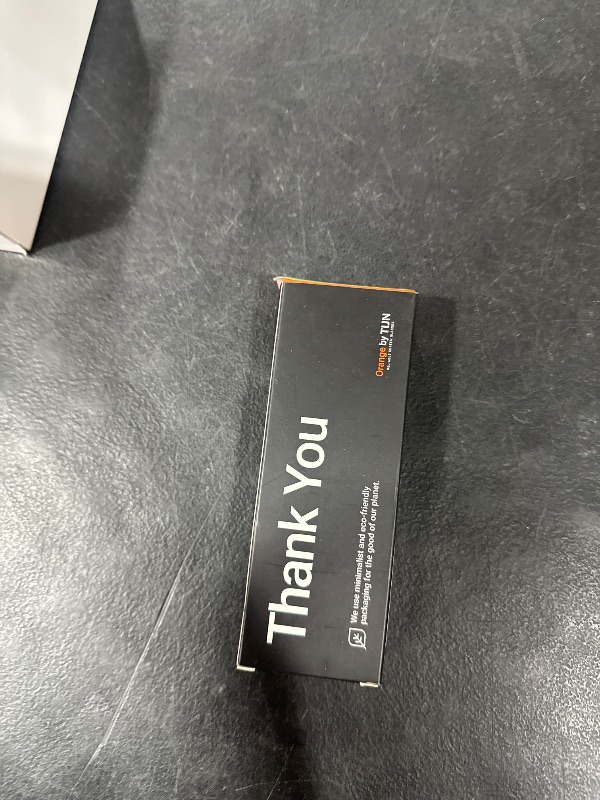 Thank You
We use minimalist and eco-friendly
packaging for the good of our planet.
Orange by TUN